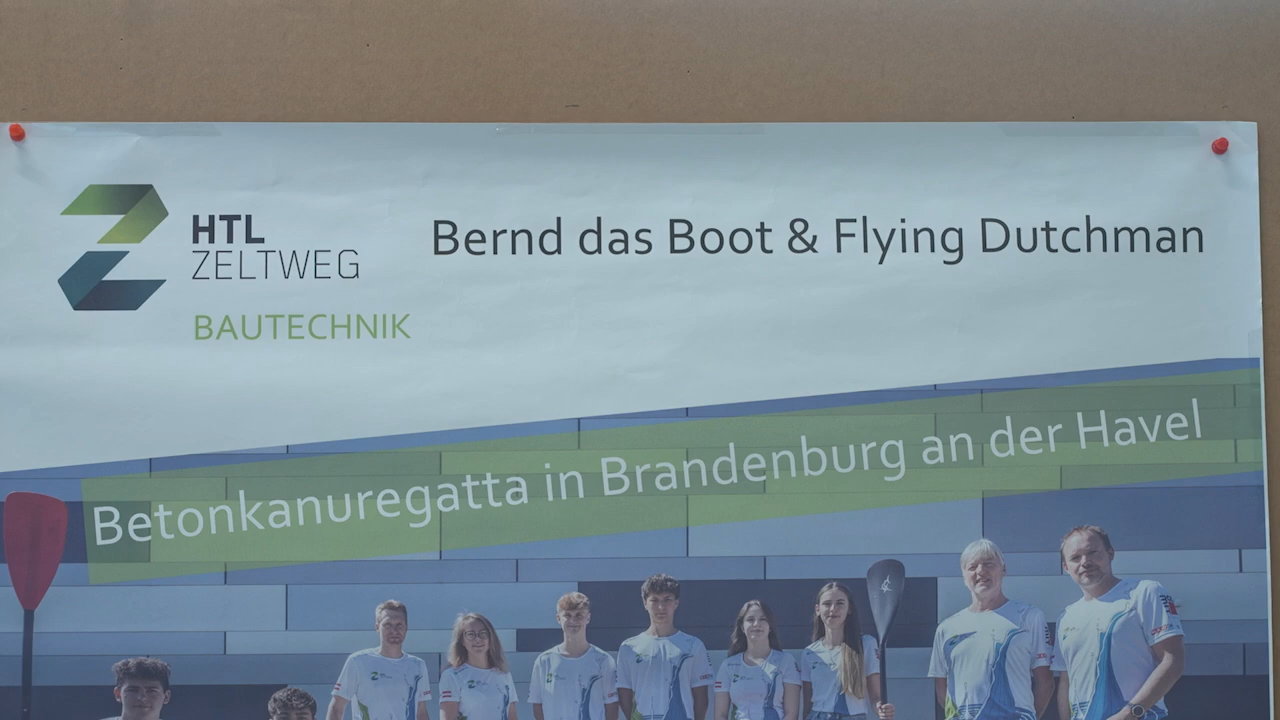 HTL
ZELTWEG
BAUTECHNIK
Bernd das Boot & Flying Dutchman
Betonkanuregatta in Brandenburg an der Havel